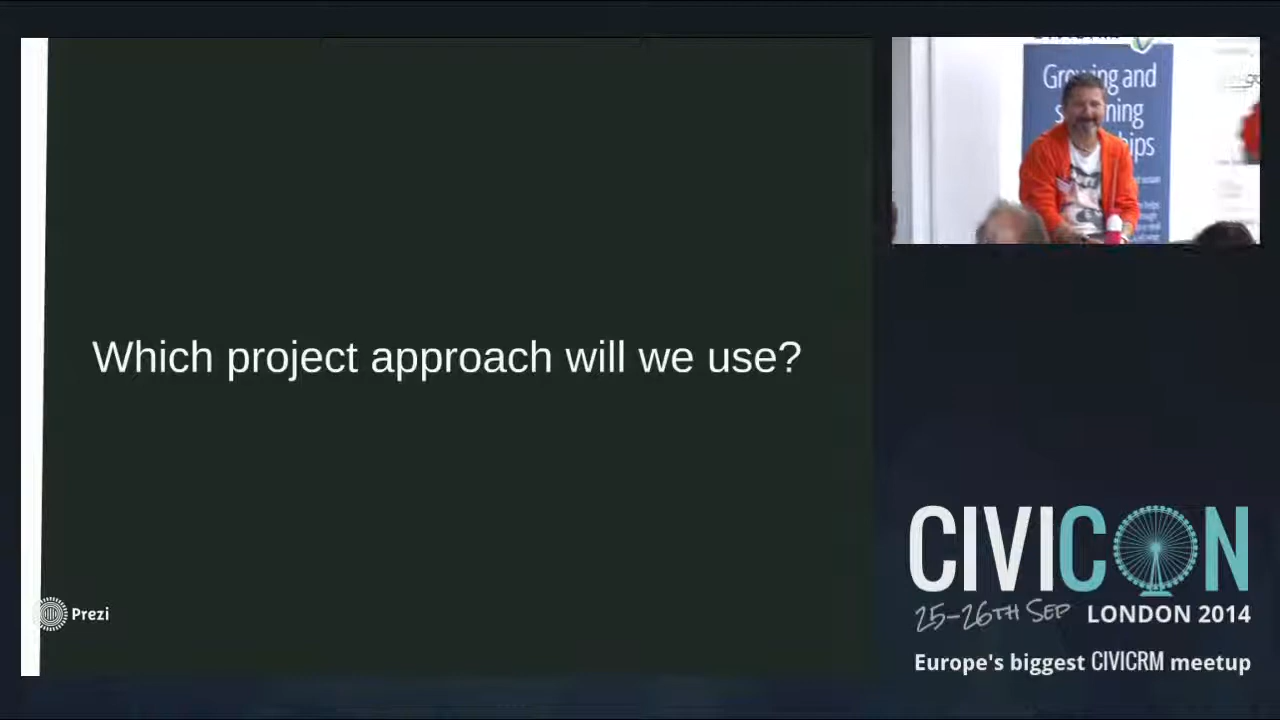 Which project approach will we use?
Prezi
Growing and
CIVICON
25-26TH SEP LONDON 2014
Europe's biggest CIVICRM meetup